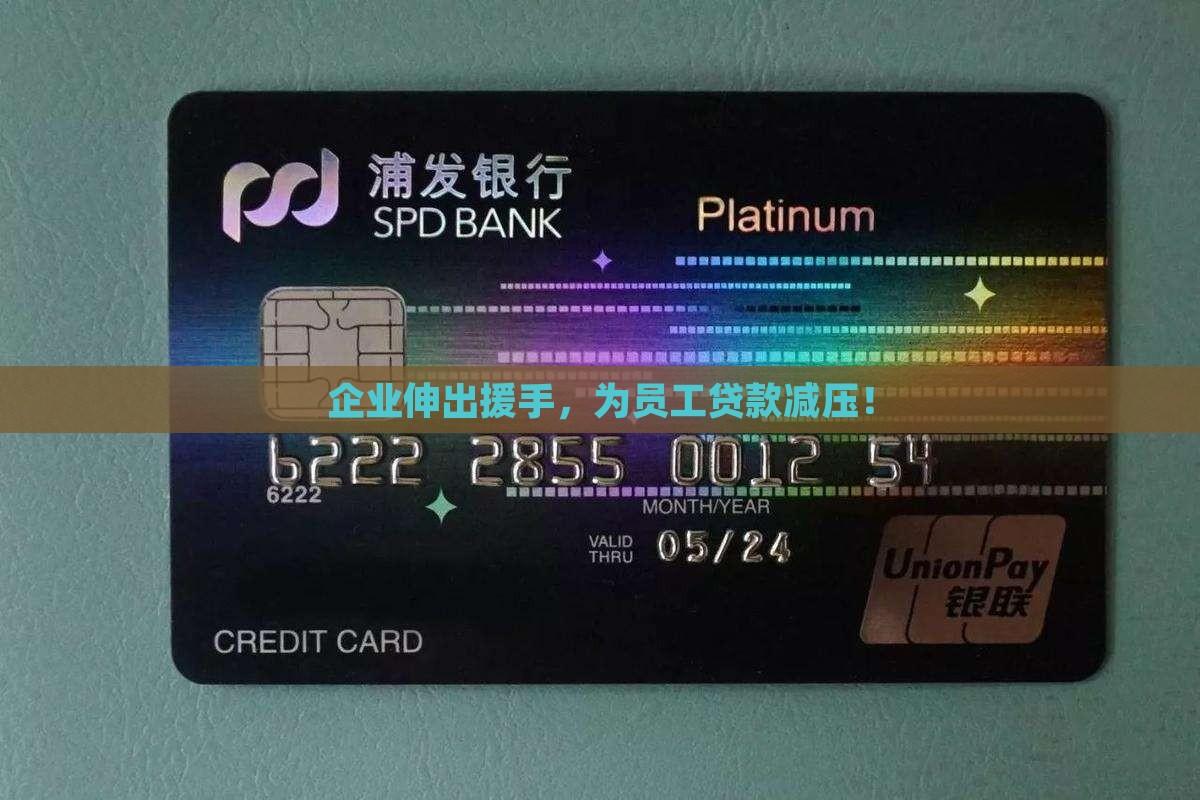 浦发银行
SPD BANK
Platinum
企业伸出援手，为员工贷款减压！
6222 2855 0012 54
6222
MONTH/YEAR
VALID
THRU
05/24
UnionPay
银联
CREDIT CARD